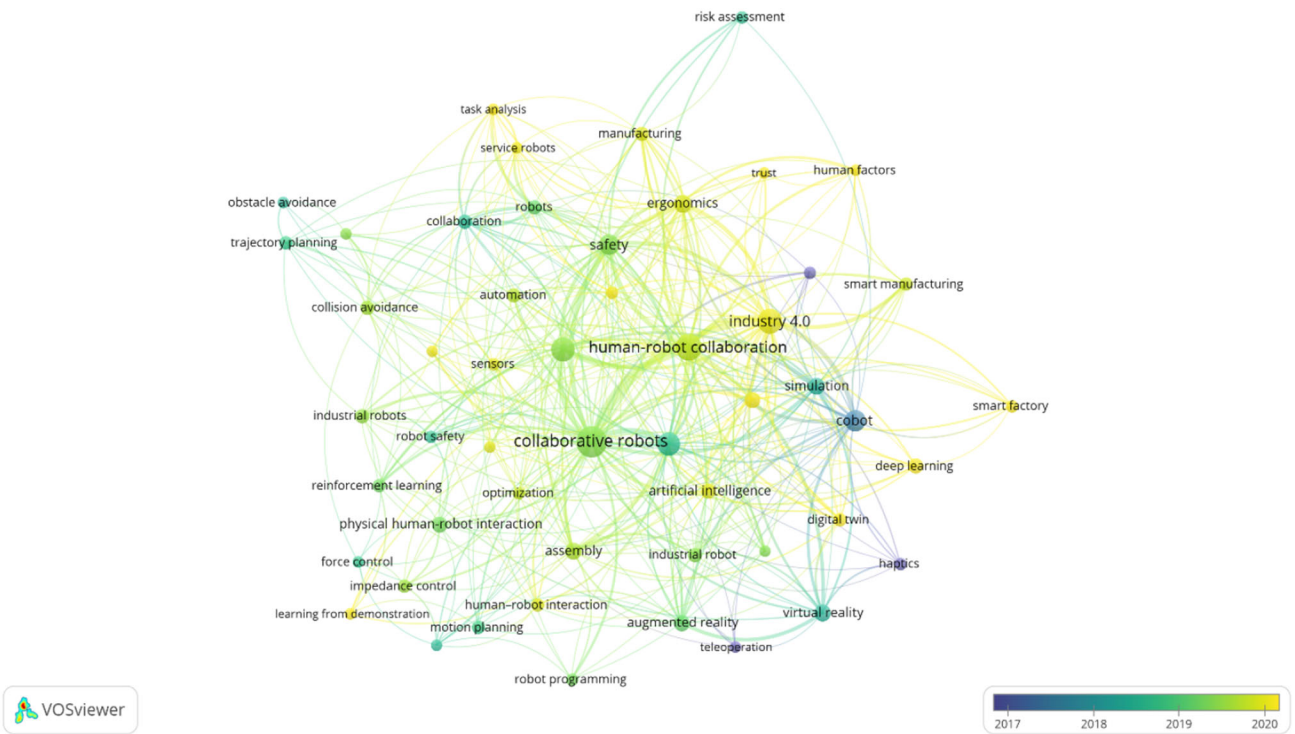 risk assessment
task analysis
manufacturing
service robots
trust
human factors
obstacle avoidance
robots
ergonomics
collaboration
trajectory planning
safety
smart manufacturing
automation
collision avoidance
industry 4.0
human-robot collaboration
sensors
simulation
smart factory
industrial robots
cobot
robot safety
collaborative robots
deep learning
reinforcement learning
optimization
artificial intelligence
physical human-robot interaction
digital twin
assembly
industrial robot
force control
haptics
impedance control
learning from demonstration
human–robot interaction
virtual reality
motion planning
augmented reality
teleoperation
robot programming
VOSviewer
2017 2018 2019 2020